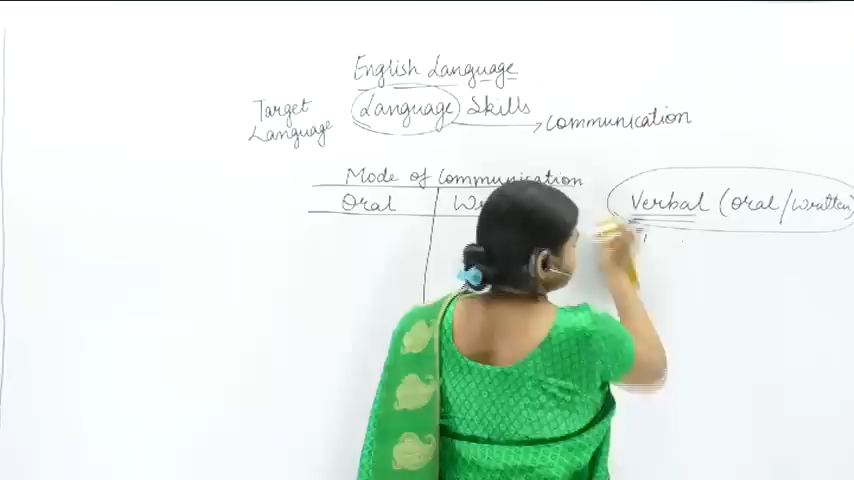 English Language
Target
Language
Language Skills
Communication
Mode of Communication
Oral
Verbal (Oral/Written)